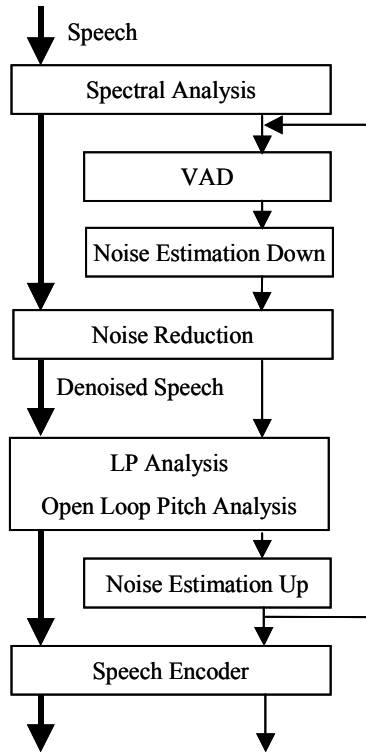 Speech
Spectral Analysis
VAD
Noise Estimation Down
Noise Reduction
Denoised Speech
LP Analysis
Open Loop Pitch Analysis
Noise Estimation Up
Speech Encoder